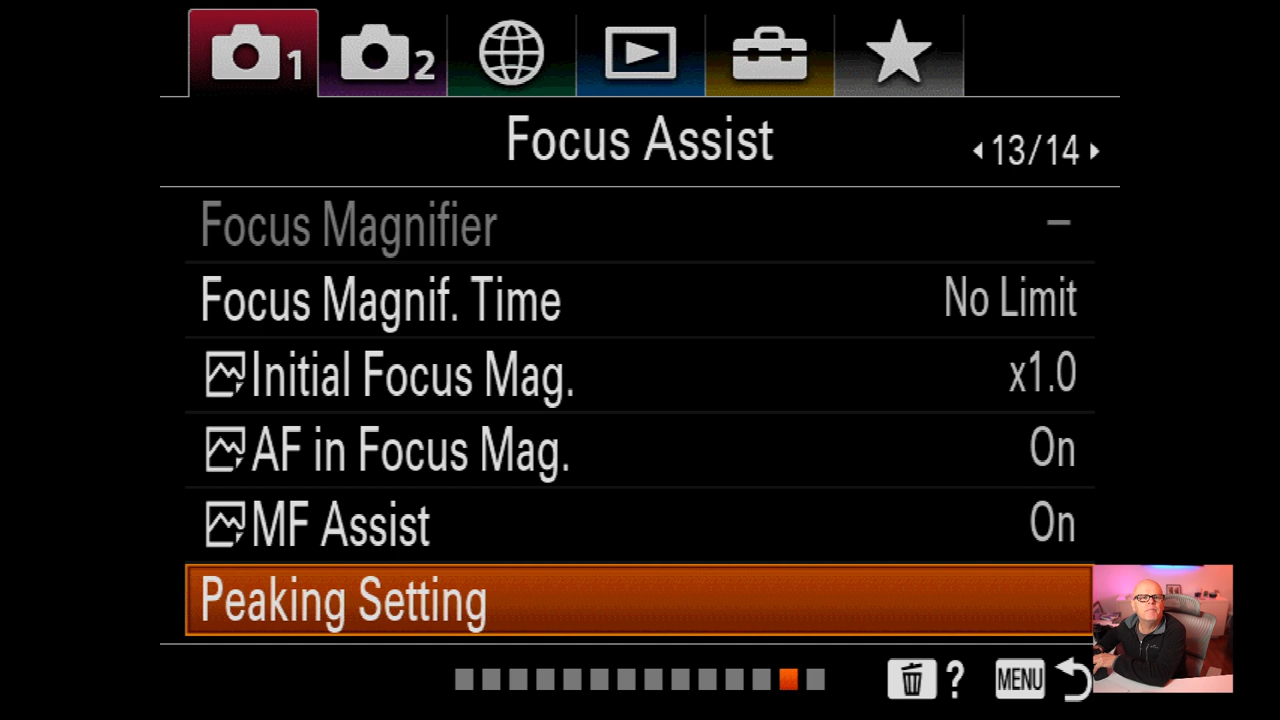 1
2
Focus Assist
13/14
Focus Magnifier –
Focus Magnif. Time No Limit
Initial Focus Mag. x1.0
AF in Focus Mag. On
MF Assist On
Peaking Setting
? MENU